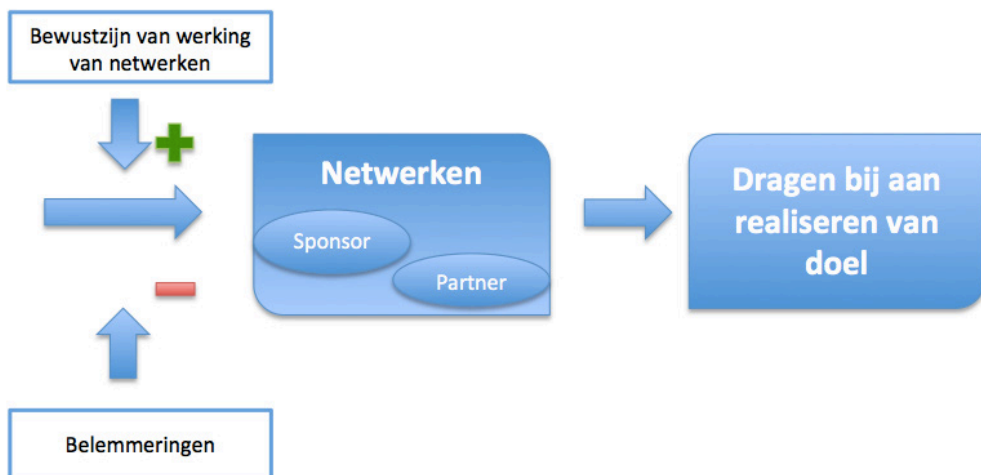 Bewustzijn van werking
van netwerken
Netwerken
Sponsor
Partner
Dragen bij aan
realiseren van
doel
Belemmeringen